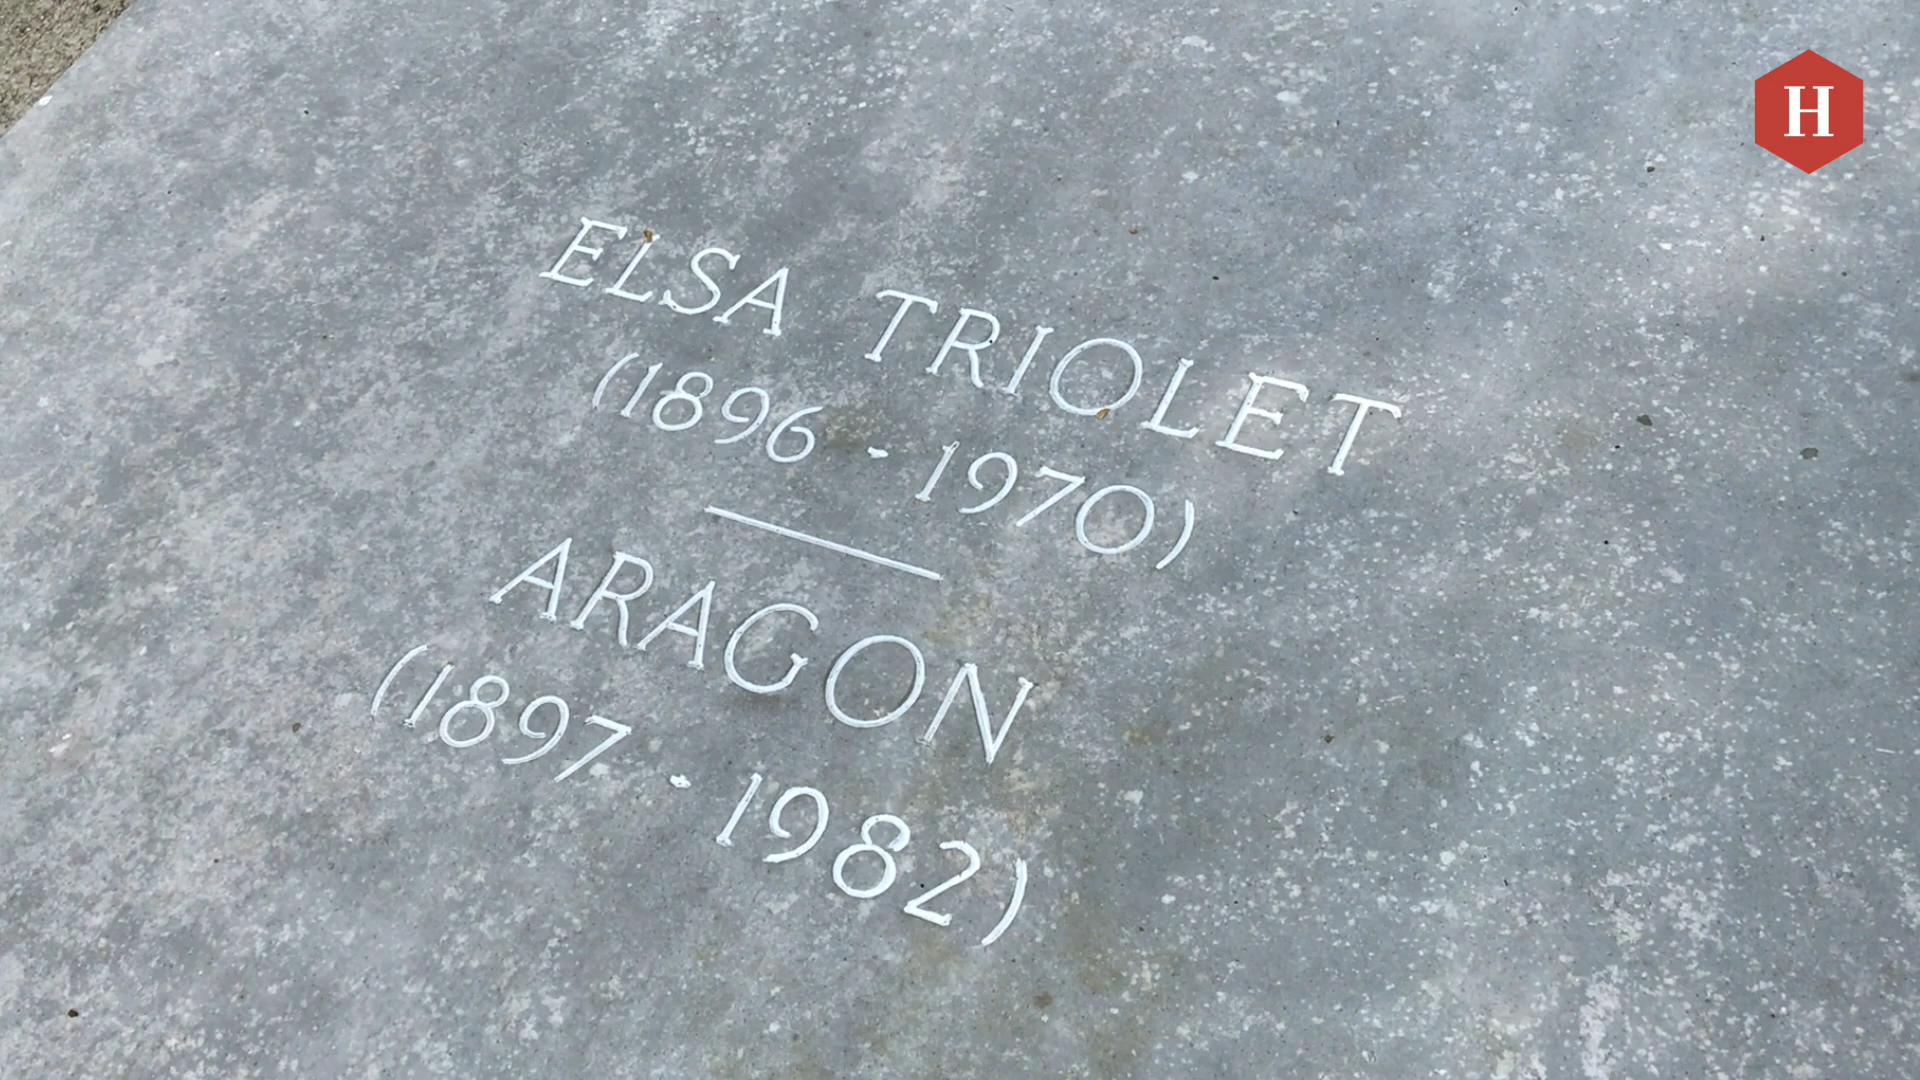 H
ELSA TRIOLET
(1896 - 1970)
ARAGON
(1897 - 1982)